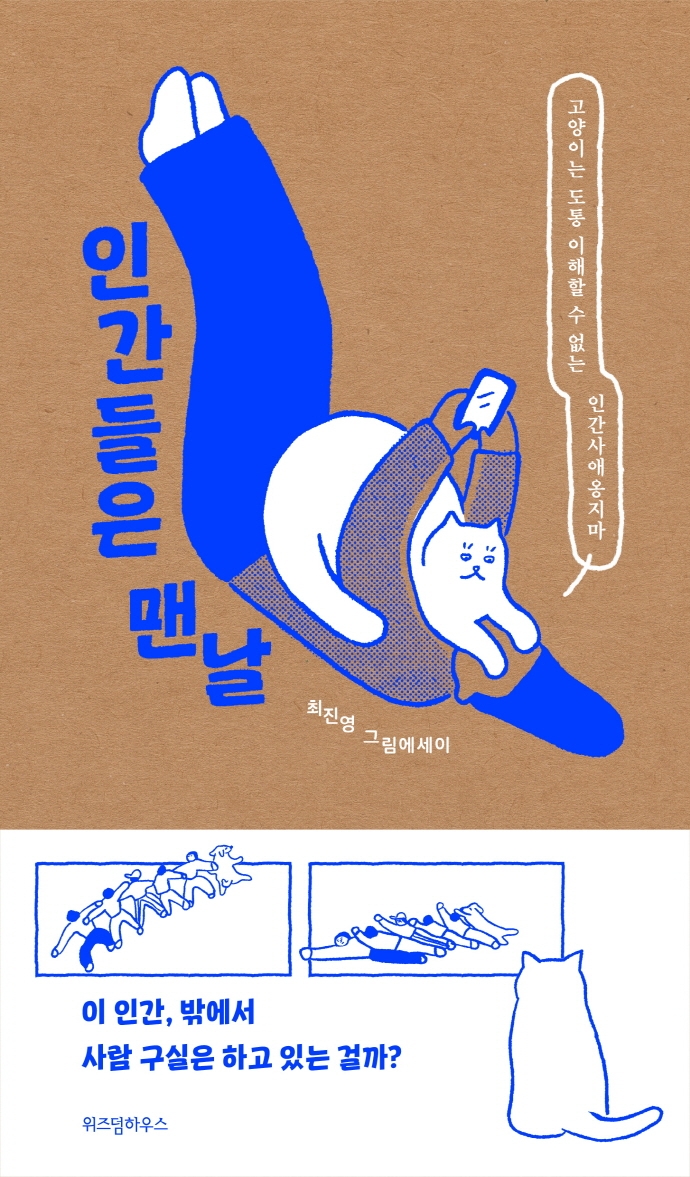 고양이는 도통 이해할 수 없는
인간사 애옹지마
인간들은
맨날
최진영
그림에세이
이 인간, 밖에서
사람 구실은 하고 있는 걸까?
위즈덤하우스